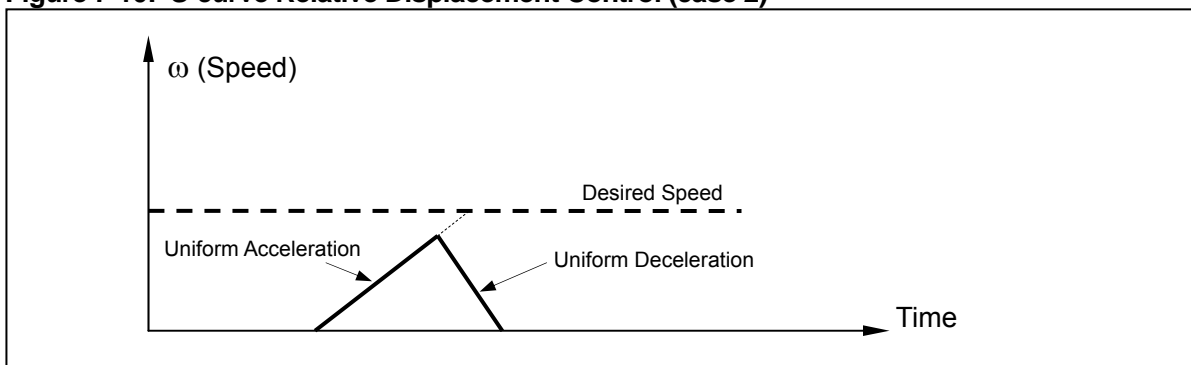 ω (Speed)
Desired Speed
Uniform Acceleration
Uniform Deceleration
Time